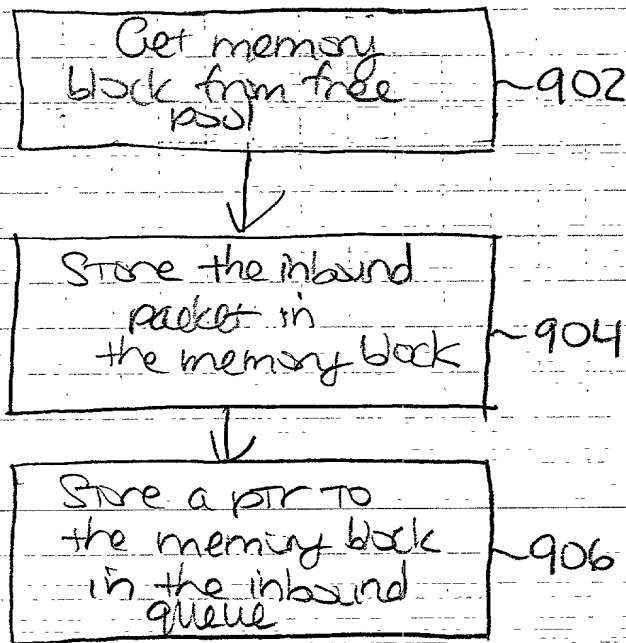 Get memory
block from free
pool
~902
Store the inbound
packet in
the memory block
~904
Store a ptr to
the memory block
in the inbound
queue
~906